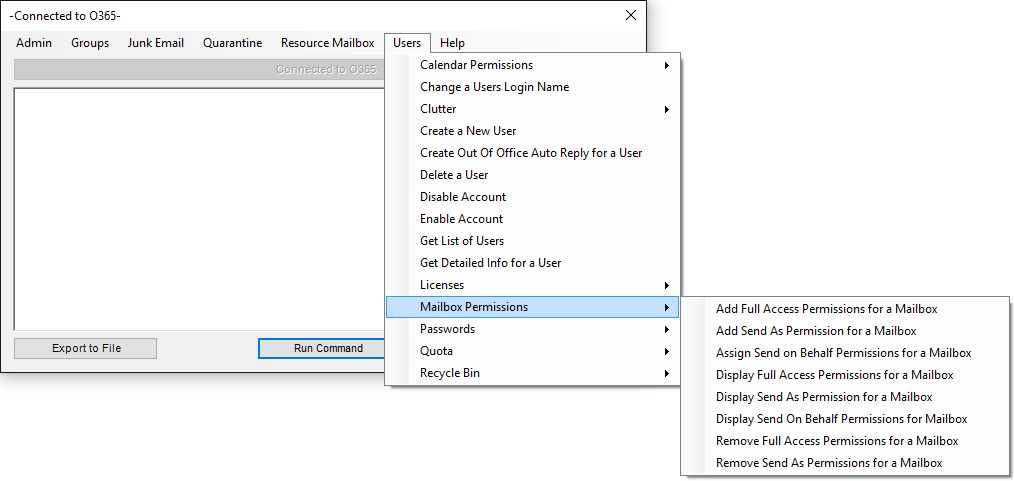 -Connected to O365-
Admin Groups Junk Email Quarantine Resource Mailbox Users Help
Connected to O365
Calendar Permissions
Change a Users Login Name
Clutter
Create a New User
Create Out Of Office Auto Reply for a User
Delete a User
Disable Account
Enable Account
Get List of Users
Get Detailed Info for a User
Licenses
Mailbox Permissions
Passwords
Quota
Recycle Bin
Add Full Access Permissions for a Mailbox
Add Send As Permission for a Mailbox
Assign Send on Behalf Permissions for a Mailbox
Display Full Access Permissions for a Mailbox
Display Send As Permission for a Mailbox
Display Send On Behalf Permissions for Mailbox
Remove Full Access Permissions for a Mailbox
Remove Send As Permissions for a Mailbox
Export to File
Run Command